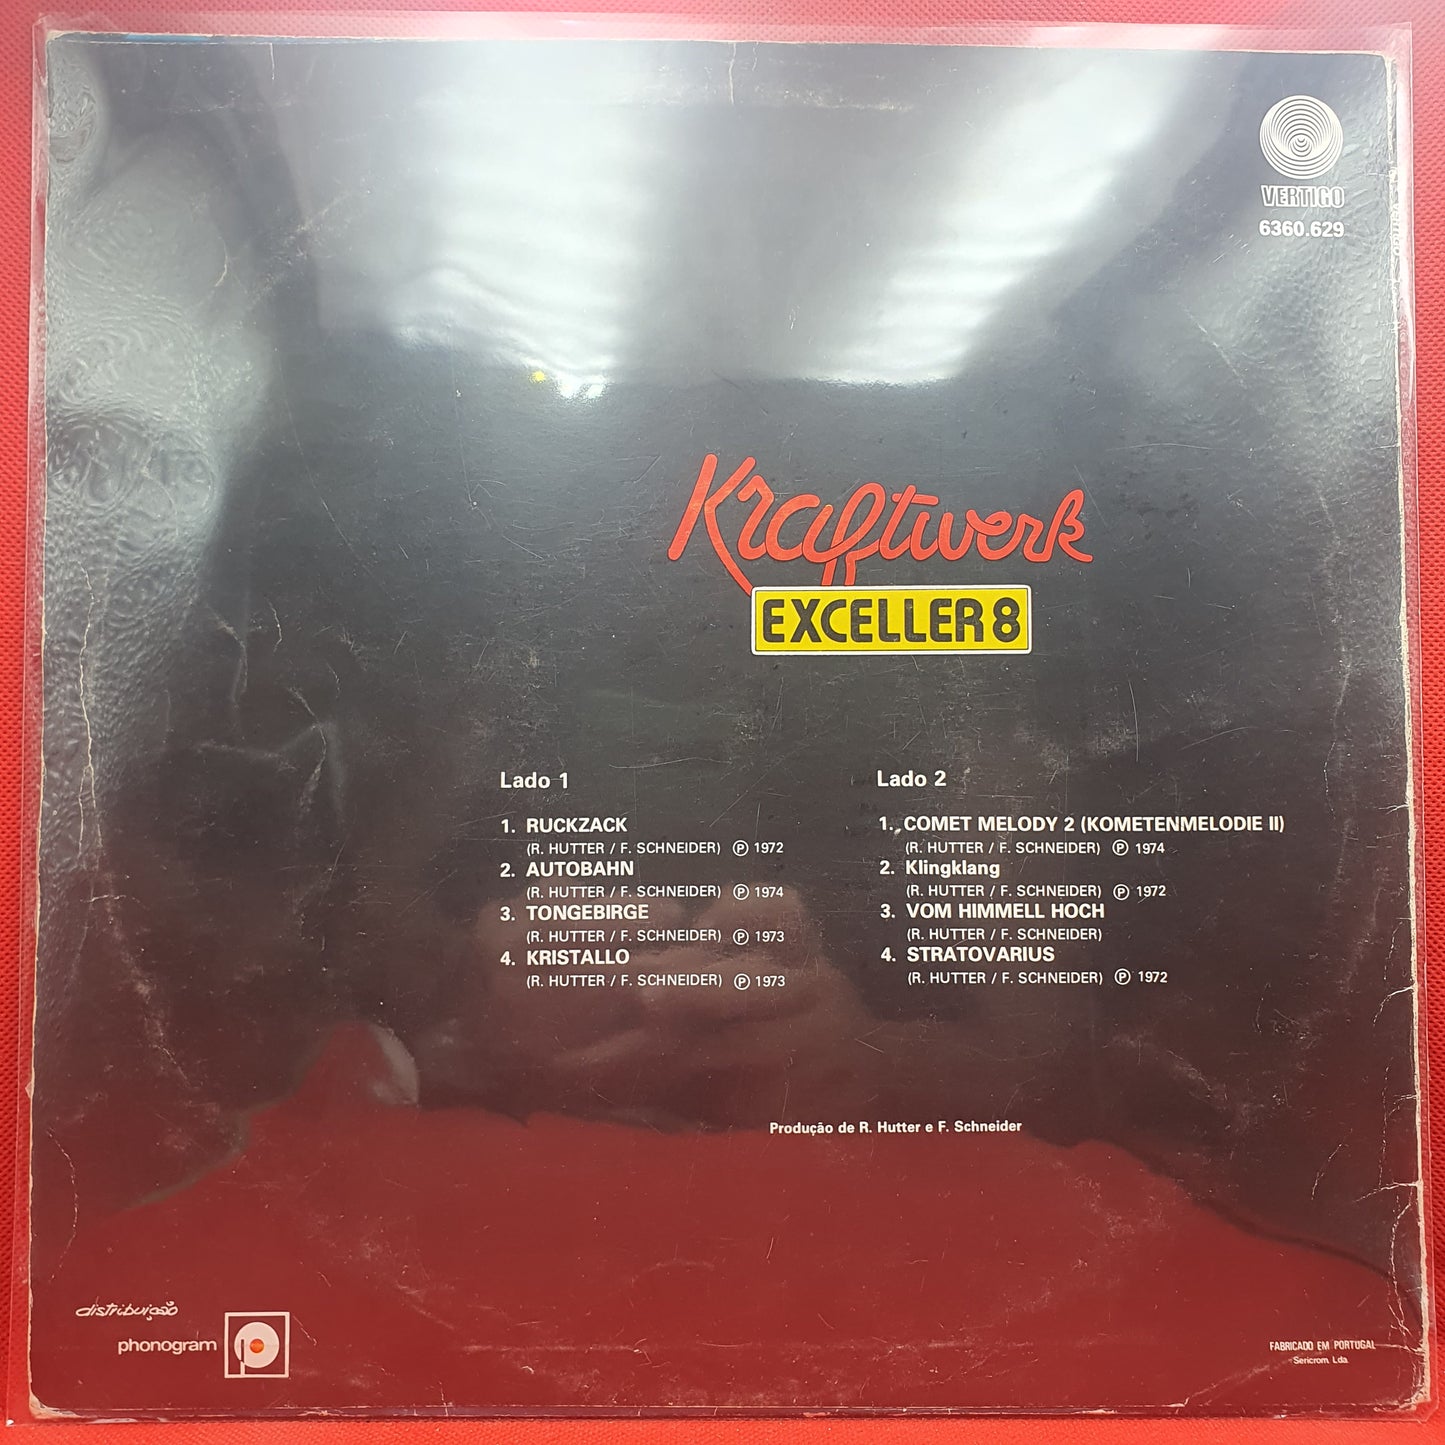 VERTIGO
6360.629
Kraftwerk
EXCELLER 8
Lado 1
1. RUCKZACK
(R. HUTTER / F. SCHNEIDER) Ⓟ 1972
2. AUTOBAHN
(R. HUTTER / F. SCHNEIDER) Ⓟ 1974
3. TONGEBIRGE
(R. HUTTER / F. SCHNEIDER) Ⓟ 1973
4. KRISTALLO
(R. HUTTER / F. SCHNEIDER) Ⓟ 1973
Lado 2
1. COMET MELODY 2 (KOMETENMELODIE II)
(R. HUTTER / F. SCHNEIDER) Ⓟ 1974
2. Klingklang
(R. HUTTER / F. SCHNEIDER) Ⓟ 1972
3. VOM HIMMELL HOCH
(R. HUTTER / F. SCHNEIDER)
4. STRATOVARIUS
(R. HUTTER / F. SCHNEIDER) Ⓟ 1972
Produção de R. Hutter e F. Schneider
distribuição
phonogram
FABRICADO EM PORTUGAL
Sericrom, Lda.